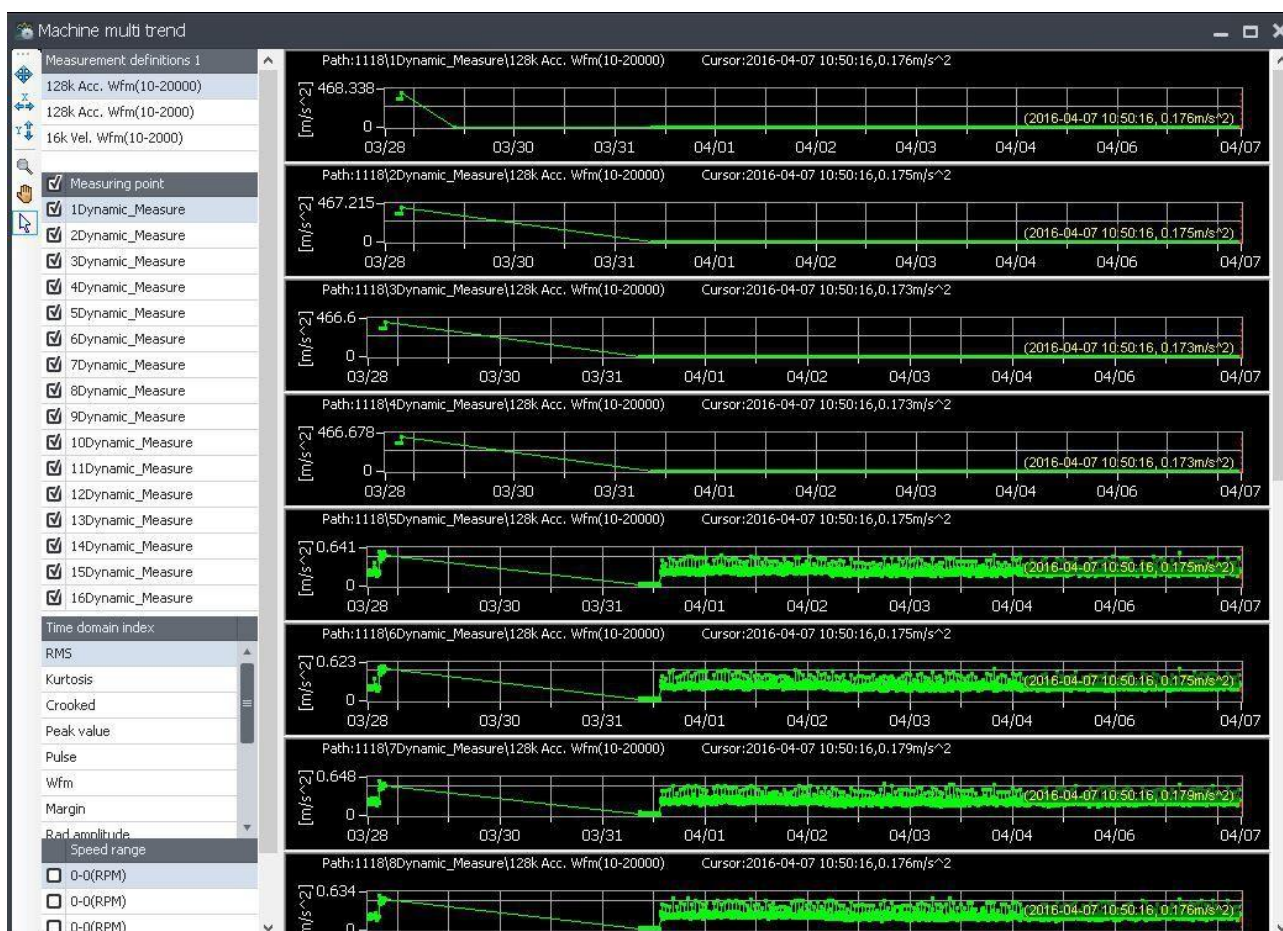 Machine multi trend
Measurement definitions 1
128k Acc. Wfm(10-20000)
128k Acc. Wfm(10-2000)
16k Vel. Wfm(10-2000)
Measuring point
1Dynamic_Measure
2Dynamic_Measure
3Dynamic_Measure
4Dynamic_Measure
5Dynamic_Measure
6Dynamic_Measure
7Dynamic_Measure
8Dynamic_Measure
9Dynamic_Measure
10Dynamic_Measure
11Dynamic_Measure
12Dynamic_Measure
13Dynamic_Measure
14Dynamic_Measure
15Dynamic_Measure
16Dynamic_Measure
Time domain index
RMS
Kurtosis
Crooked
Peak value
Pulse
Wfm
Margin
Rad amplitude
Speed range
0-0(RPM)
0-0(RPM)
0-0(RPM)
X
Y
Path:1118\1Dynamic_Measure\128k Acc. Wfm(10-20000) Cursor:2016-04-07 10:50:16,0.176m/s^2
[m/s^2] 468.338
0
(2016-04-07 10:50:16, 0.176m/s^2)
03/28 03/30 03/31 04/01 04/02 04/03 04/04 04/06 04/07
Path:1118\2Dynamic_Measure\128k Acc. Wfm(10-20000) Cursor:2016-04-07 10:50:16,0.175m/s^2
[m/s^2] 467.215
0
(2016-04-07 10:50:16, 0.175m/s^2)
03/28 03/30 03/31 04/01 04/02 04/03 04/04 04/06 04/07
Path:1118\3Dynamic_Measure\128k Acc. Wfm(10-20000) Cursor:2016-04-07 10:50:16,0.173m/s^2
[m/s^2] 466.6
0
(2016-04-07 10:50:16, 0.173m/s^2)
03/28 03/30 03/31 04/01 04/02 04/03 04/04 04/06 04/07
Path:1118\4Dynamic_Measure\128k Acc. Wfm(10-20000) Cursor:2016-04-07 10:50:16,0.173m/s^2
[m/s^2] 466.678
0
(2016-04-07 10:50:16, 0.173m/s^2)
03/28 03/30 03/31 04/01 04/02 04/03 04/04 04/06 04/07
Path:1118\5Dynamic_Measure\128k Acc. Wfm(10-20000) Cursor:2016-04-07 10:50:16,0.175m/s^2
[m/s^2] 0.641
0
(2016-04-07 10:50:16, 0.175m/s^2)
03/28 03/30 03/31 04/01 04/02 04/03 04/04 04/06 04/07
Path:1118\6Dynamic_Measure\128k Acc. Wfm(10-20000) Cursor:2016-04-07 10:50:16,0.175m/s^2
[m/s^2] 0.623
0
(2016-04-07 10:50:16, 0.175m/s^2)
03/28 03/30 03/31 04/01 04/02 04/03 04/04 04/06 04/07
Path:1118\7Dynamic_Measure\128k Acc. Wfm(10-20000) Cursor:2016-04-07 10:50:16,0.179m/s^2
[m/s^2] 0.648
0
(2016-04-07 10:50:16, 0.179m/s^2)
03/28 03/30 03/31 04/01 04/02 04/03 04/04 04/06 04/07
Path:1118\8Dynamic_Measure\128k Acc. Wfm(10-20000) Cursor:2016-04-07 10:50:16,0.176m/s^2
0.634
(2016-04-07 10:50:16, 0.176m/s^2)
0